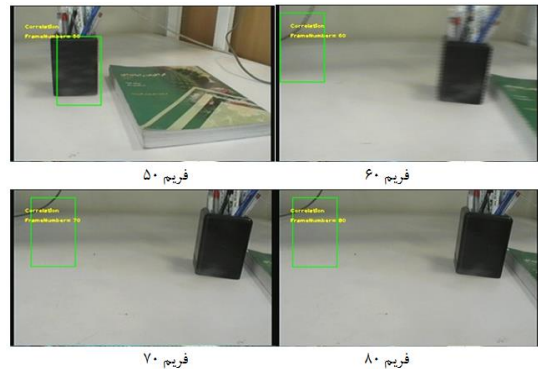 Correlation
FrameNumber= 50
Correlation
FrameNumber= 60
فریم ۵۰
فریم ۶۰
Correlation
FrameNumber= 70
Correlation
FrameNumber= 80
فریم ۷۰
فریم ۸۰